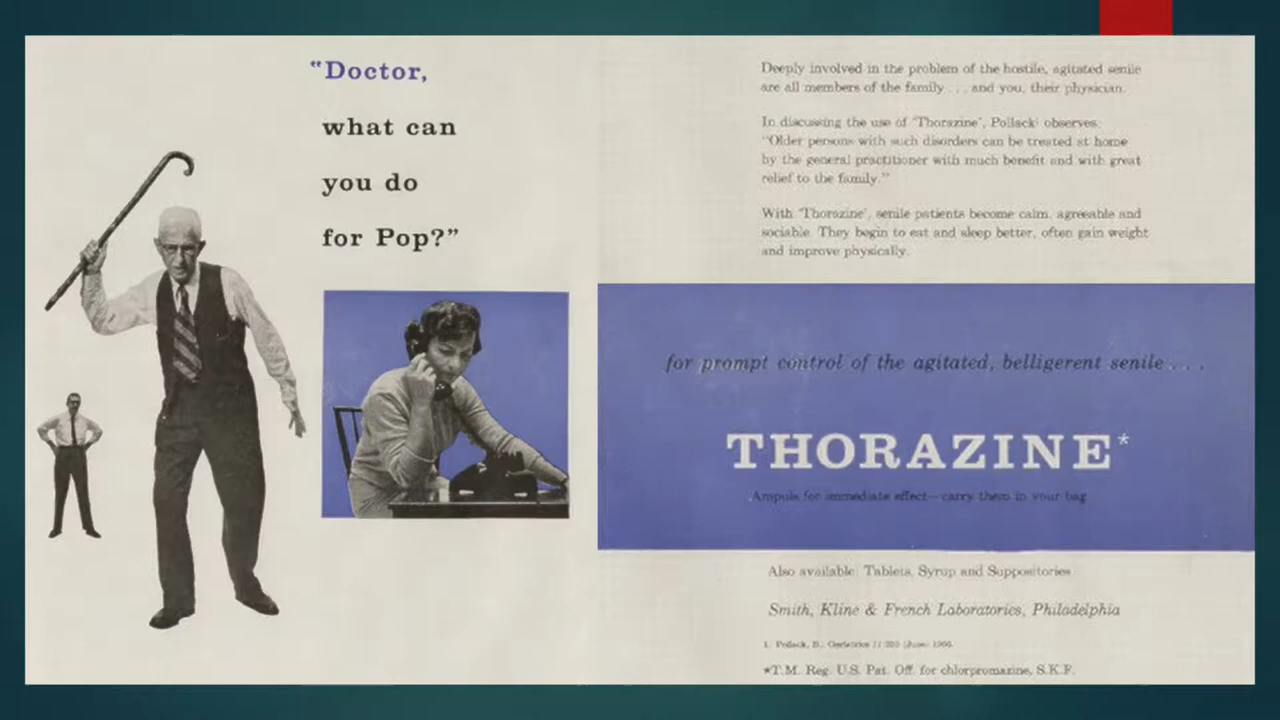 “Doctor,
what can
you do
for Pop?”
Deeply involved in the problem of the hostile, agitated senile
are all members of the family . . . and you, their physician.
In discussing the use of ‘Thorazine’, Pollack¹ observes:
“Older persons with such disorders can be treated at home
by the general practitioner with much benefit and with great
relief to the family.”
With ‘Thorazine’, senile patients become calm, agreeable and
sociable. They begin to eat and sleep better, often gain weight
and improve physically.
for prompt control of the agitated, belligerent senile . . .
THORAZINE*
Ampuls for immediate effect—carry them in your bag
Also available: Tablets, Syrup and Suppositories
Smith, Kline & French Laboratories, Philadelphia
1. Pollack, B.: Geriatrics 11: (June)
*T.M. Reg. U.S. Pat. Off. for chlorpromazine, S.K.F.